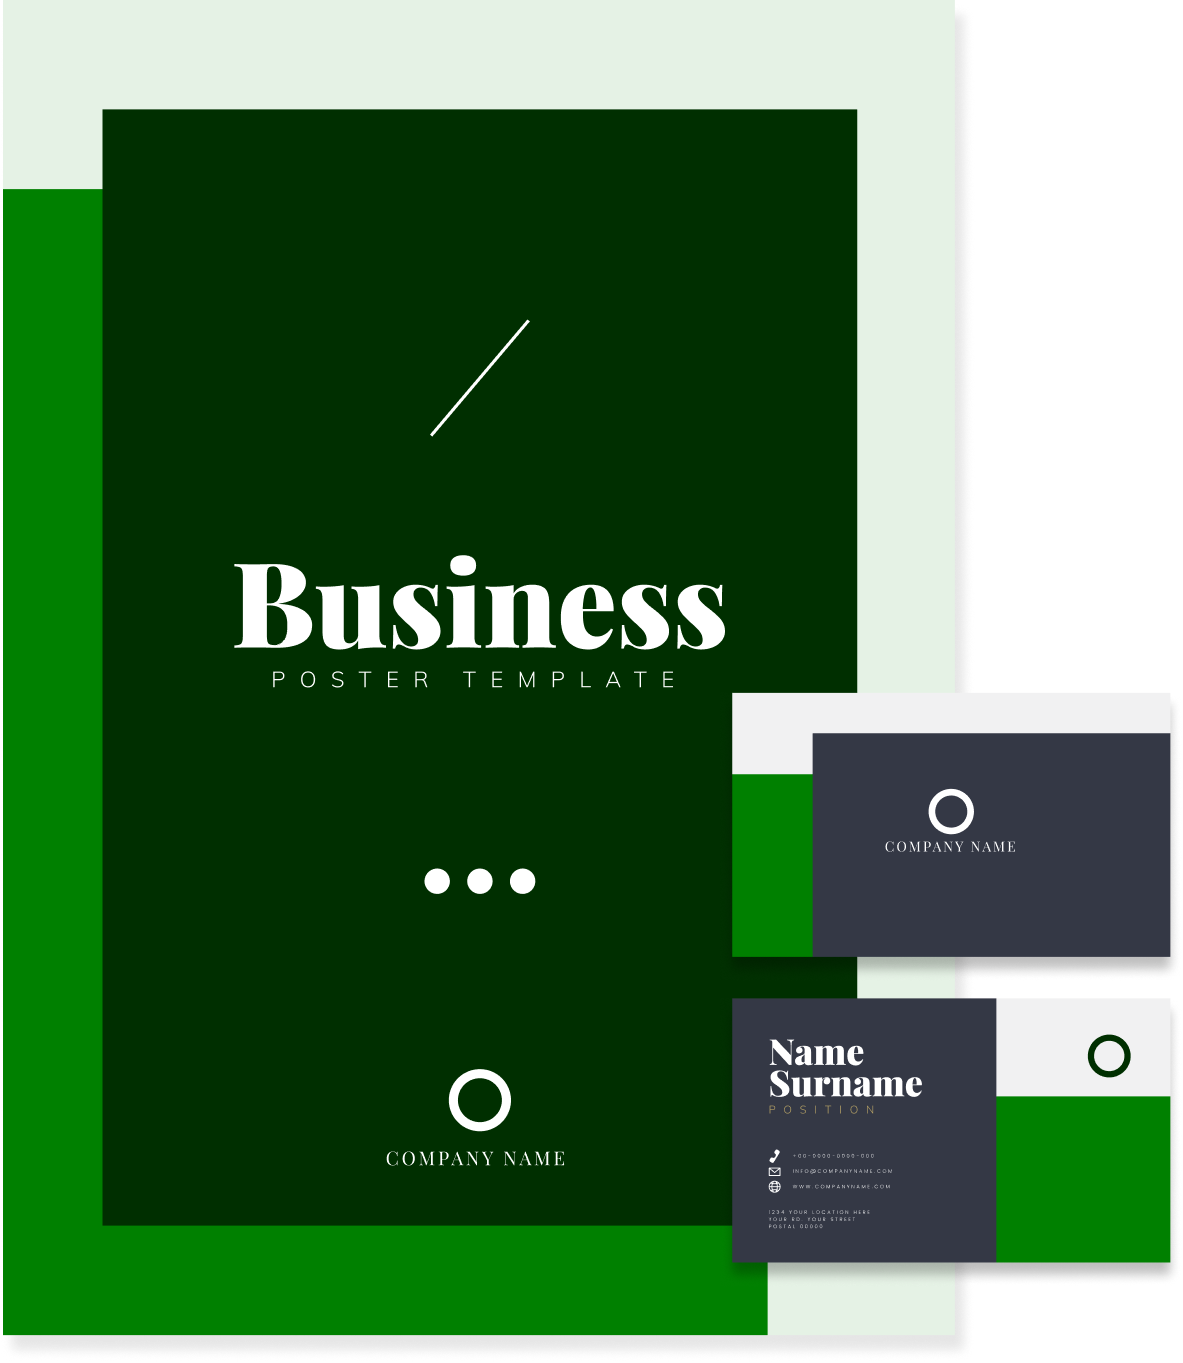 Business
POSTER TEMPLATE
COMPANY NAME
COMPANY NAME
Name
Surname
POSITION
+00-0000-0000-000
INFO@COMPANYNAME.COM
WWW.COMPANYNAME.COM
1234 YOUR LOCATION HERE
YOUR RD. YOUR STREET
POSTAL 00000